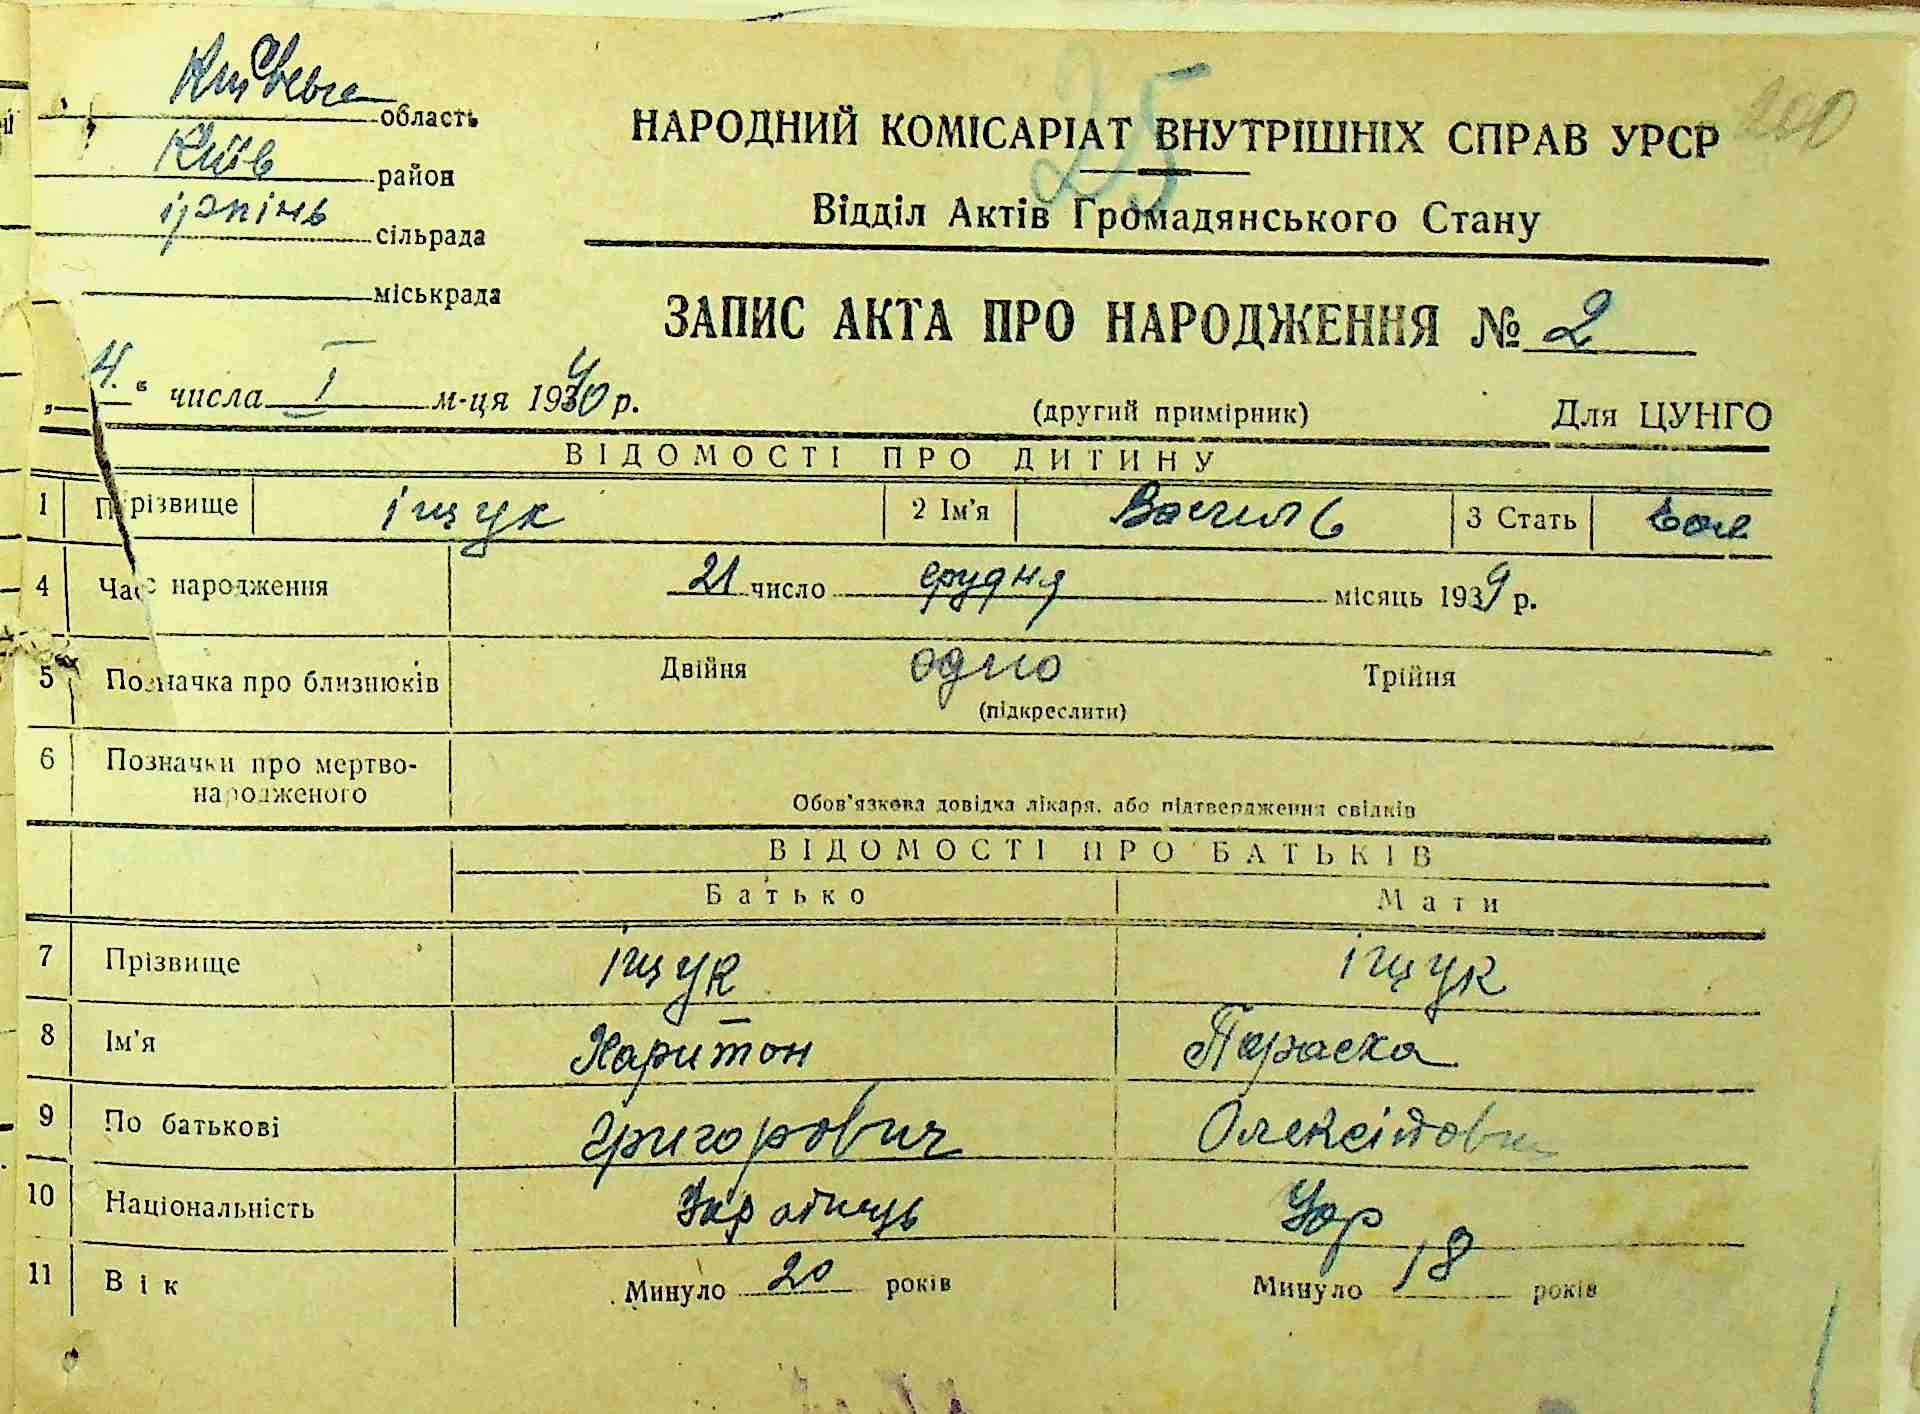 Київська область
Київ район
ірпінь сільрада
міськрада
25
200
НАРОДНИЙ КОМІСАРІАТ ВНУТРІШНІХ СПРАВ УРСР
Відділ Актів Громадянського Стану
ЗАПИС АКТА ПРО НАРОДЖЕННЯ № 2
„4.“ числа I м-ця 1940 р.
(другий примірник) Для ЦУНГО
ВІДОМОСТІ ПРО ДИТИНУ
1 Прізвище іщук 2 Ім'я Василь 3 Стать
4 Час народження 21 число грудня місяць 1939 р.
5 Позначка про близнюків Двійня одно Трійня
(підкреслити)
6 Позначки про мертво-
народженого
Обов'язкова довідка лікаря, або підтвердження свідків
ВІДОМОСТІ ПРО БАТЬКІВ
Батько Мати
7 Прізвище іщук іщук
8 Ім'я Харитон Параска
9 По батькові григорович
10 Національність Укр
11 Вік Минуло 20 років Минуло 18 років